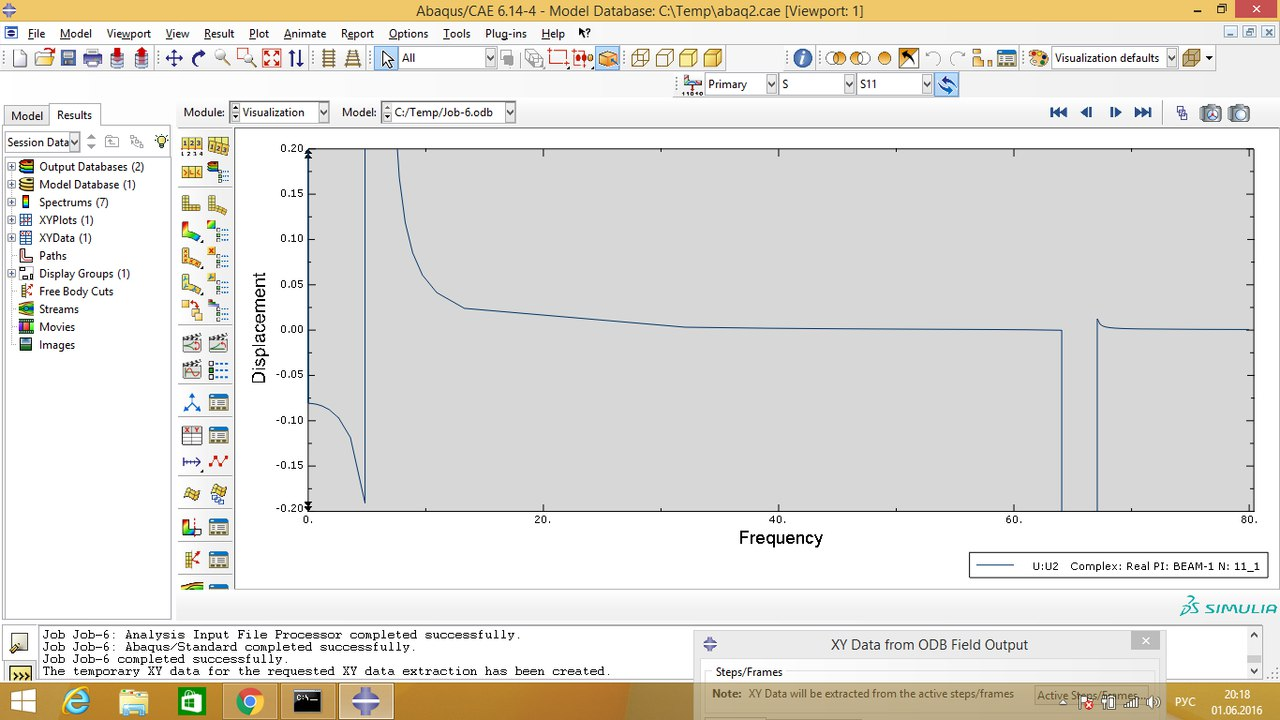 Abaqus/CAE 6.14-4 - Model Database: C:\Temp\abaq2.cae [Viewport: 1]
File Model Viewport View Result Plot Animate Report Options Tools Plug-ins Help
All
Visualization defaults
Primary S S11
Model Results
Module: Visualization Model: C:/Temp/Job-6.odb
Session Data
Output Databases (2)
Model Database (1)
Spectrums (7)
XYPlots (1)
XYData (1)
Paths
Display Groups (1)
Free Body Cuts
Streams
Movies
Images
0.20
0.15
0.10
0.05
0.00
-0.05
-0.10
-0.15
-0.20
Displacement
0. 20. 40. 60. 80.
Frequency
U:U2 Complex: Real PI: BEAM-1 N: 11_1
SIMULIA
Job Job-6: Analysis Input File Processor completed successfully.
Job Job-6: Abaqus/Standard completed successfully.
Job Job-6 completed successfully.
The temporary XY data for the requested XY data extraction has been created.
XY Data from ODB Field Output
Steps/Frames
Note: XY Data will be extracted from the active steps/frames
Active Steps/Frames...
РУС
20:18
01.06.2016